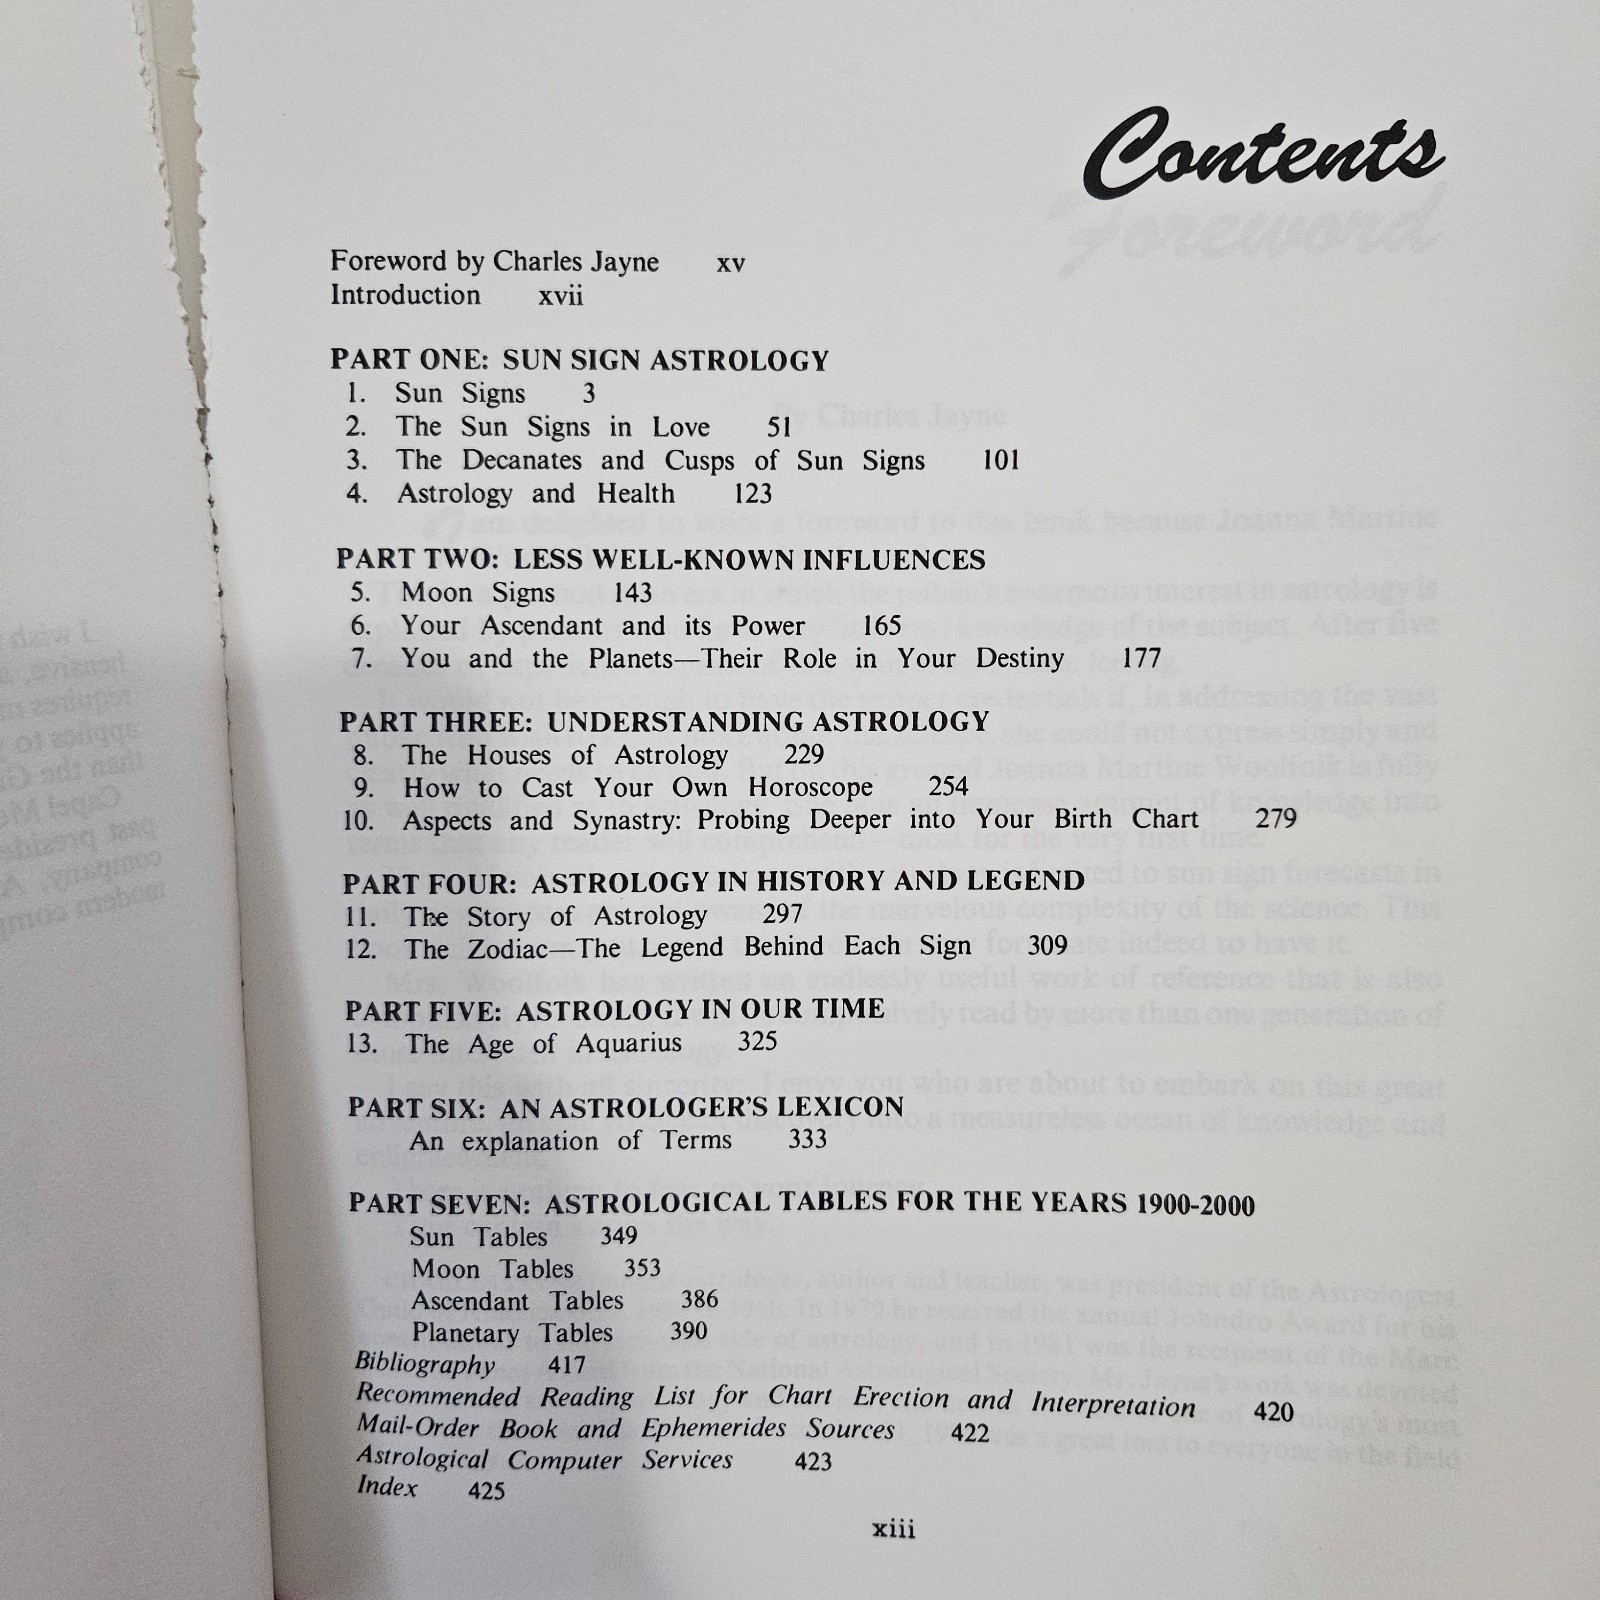 Contents
Foreword by Charles Jayne xv
Introduction xvii
PART ONE: SUN SIGN ASTROLOGY
1. Sun Signs 3
2. The Sun Signs in Love 51
3. The Decanates and Cusps of Sun Signs 101
4. Astrology and Health 123
PART TWO: LESS WELL-KNOWN INFLUENCES
5. Moon Signs 143
6. Your Ascendant and its Power 165
7. You and the Planets—Their Role in Your Destiny 177
PART THREE: UNDERSTANDING ASTROLOGY
8. The Houses of Astrology 229
9. How to Cast Your Own Horoscope 254
10. Aspects and Synastry: Probing Deeper into Your Birth Chart 279
PART FOUR: ASTROLOGY IN HISTORY AND LEGEND
11. The Story of Astrology 297
12. The Zodiac—The Legend Behind Each Sign 309
PART FIVE: ASTROLOGY IN OUR TIME
13. The Age of Aquarius 325
PART SIX: AN ASTROLOGER'S LEXICON
An explanation of Terms 333
PART SEVEN: ASTROLOGICAL TABLES FOR THE YEARS 1900-2000
Sun Tables 349
Moon Tables 353
Ascendant Tables 386
Planetary Tables 390
Bibliography 417
Recommended Reading List for Chart Erection and Interpretation 420
Mail-Order Book and Ephemerides Sources 422
Astrological Computer Services 423
Index 425
xiii